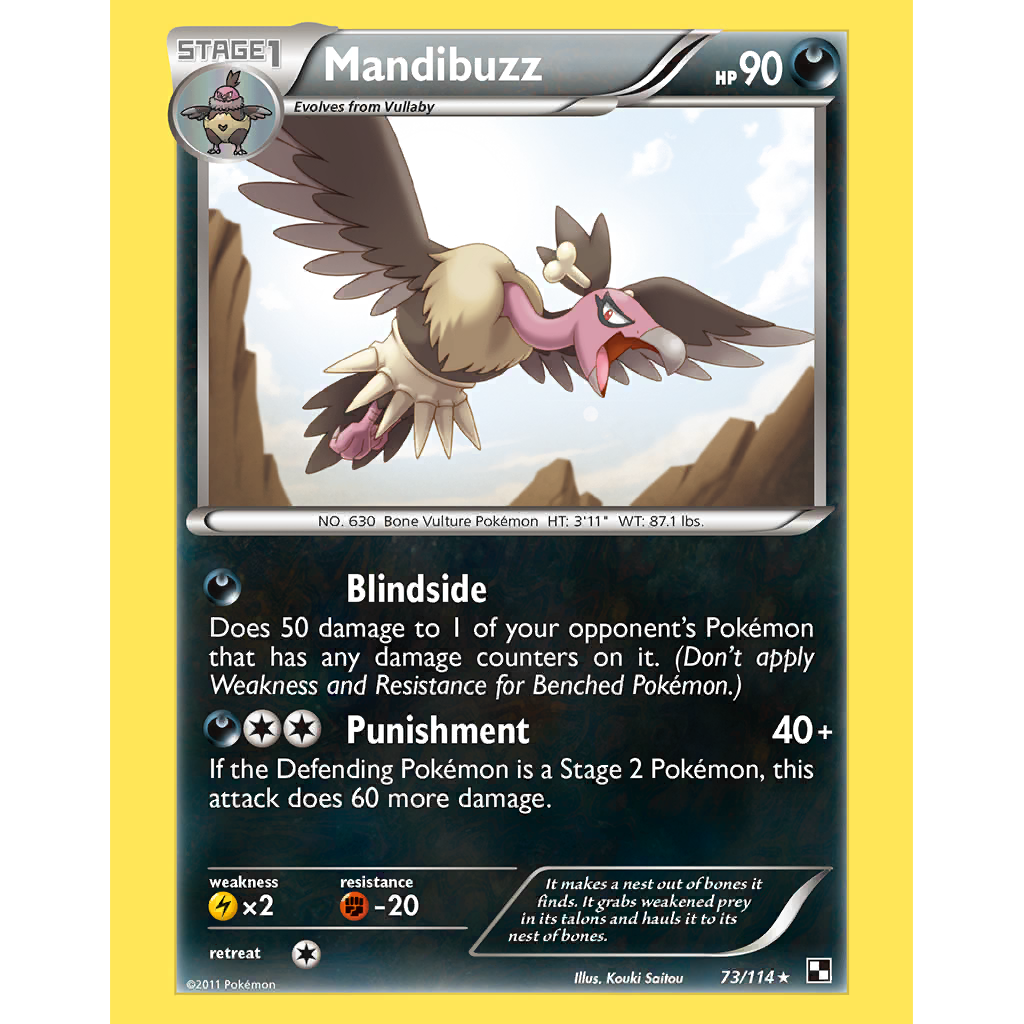 STAGE1
Mandibuzz
HP 90
Evolves from Vullaby
NO. 630 Bone Vulture Pokémon HT: 3'11" WT: 87.1 lbs.
Blindside
Does 50 damage to 1 of your opponent's Pokémon
that has any damage counters on it. (Don't apply
Weakness and Resistance for Benched Pokémon.)
Punishment 40+
If the Defending Pokémon is a Stage 2 Pokémon, this
attack does 60 more damage.
weakness resistance
×2 -20
retreat
It makes a nest out of bones it
finds. It grabs weakened prey
in its talons and hauls it to its
nest of bones.
Illus. Kouki Saitou 73/114★
©2011 Pokémon